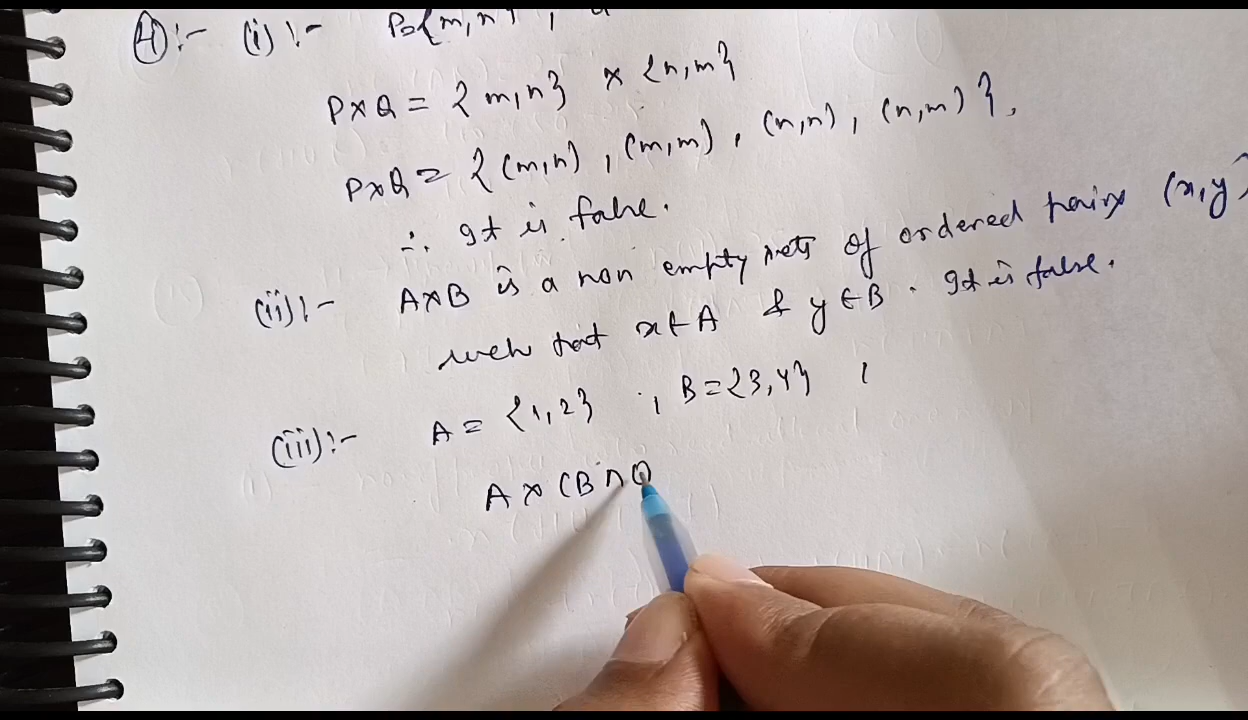 (4):- (i):- P={m,n},
P×Q = {m,n} × {n,m}
P×Q = {(m,n), (m,m), (n,n), (n,m)},
∴ It is false.
(ii):- A×B is a non empty sets of ordered pairs (x,y)
such that x∈A & y∈B. It is false.
(iii):- A = {1,2} ; B={3,4} ;
A × (B ∩